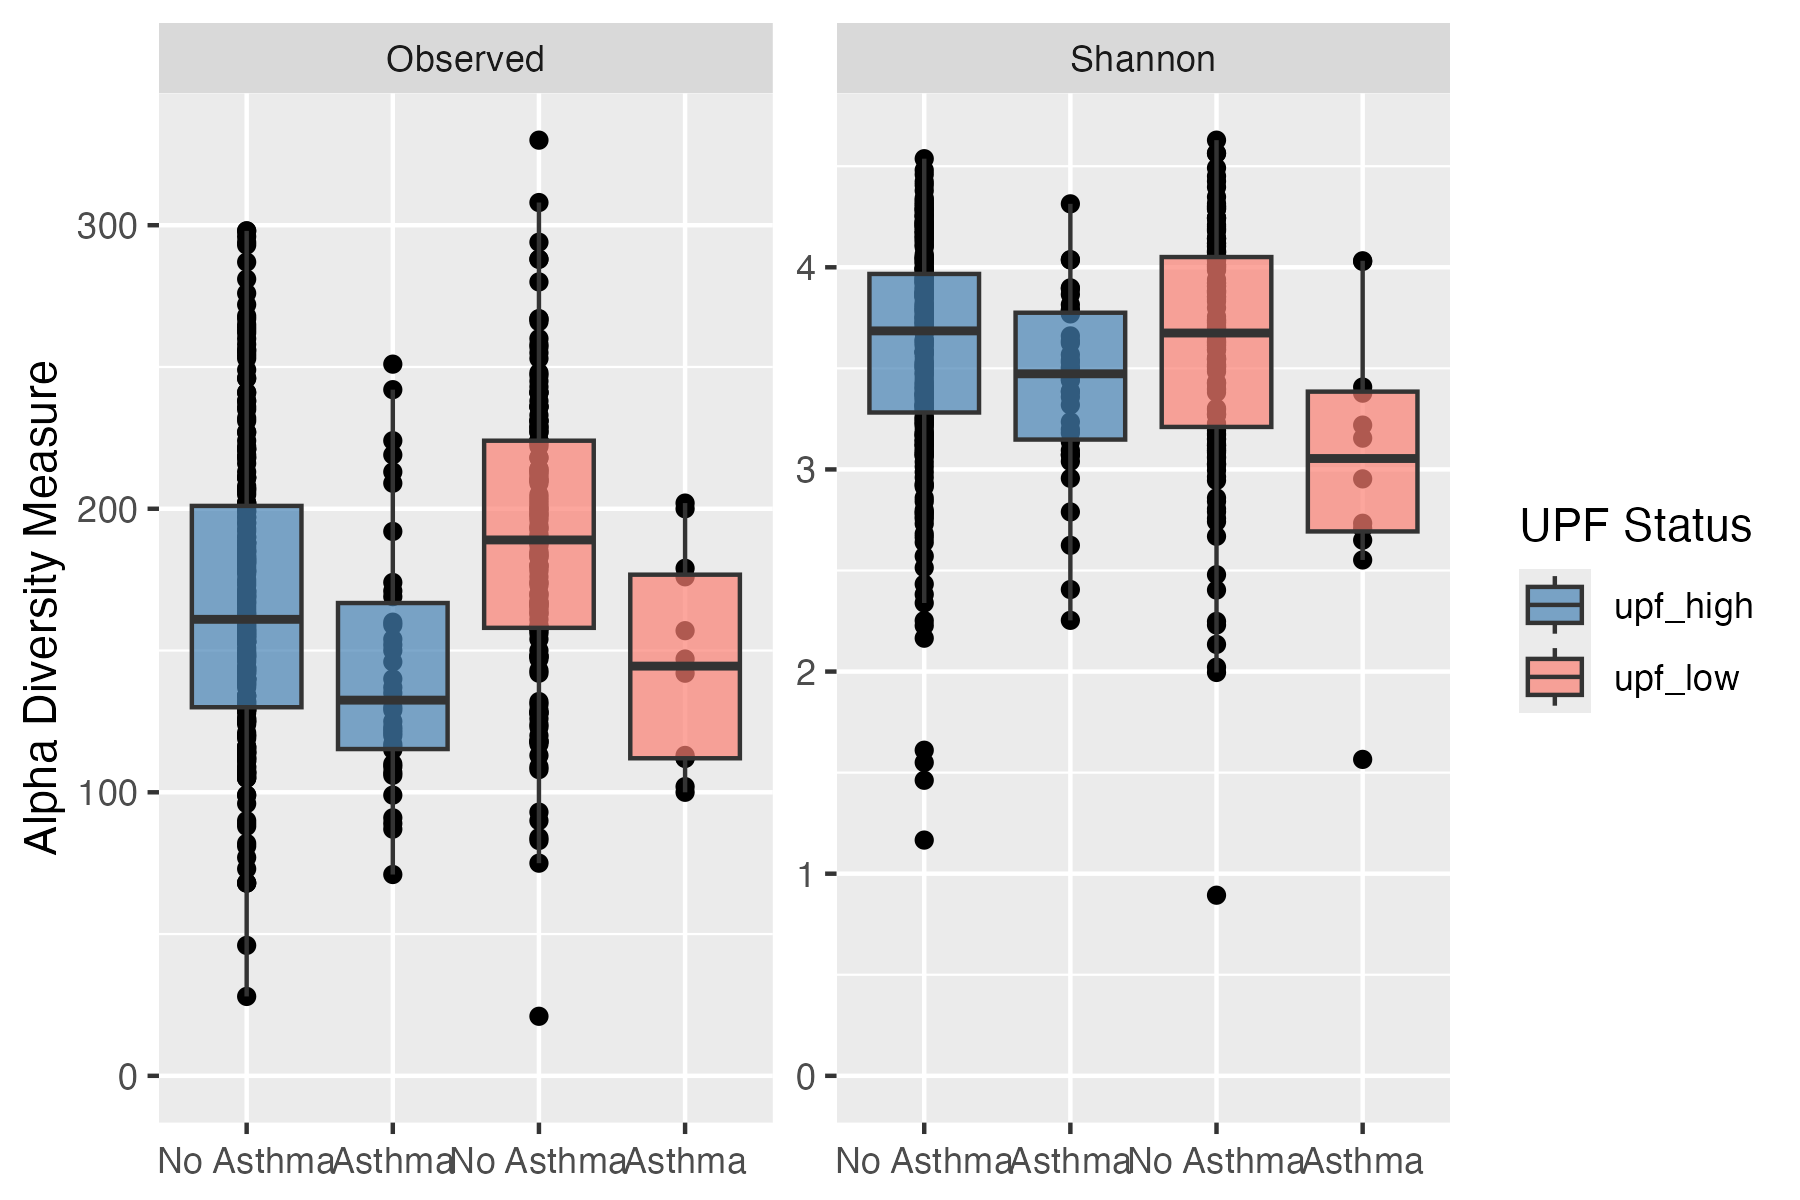 Observed
Shannon
Alpha Diversity Measure
300
200
100
0
4
3
2
1
0
No Asthma
Asthma
No Asthma
Asthma
No Asthma
Asthma
No Asthma
Asthma
UPF Status
upf_high
upf_low